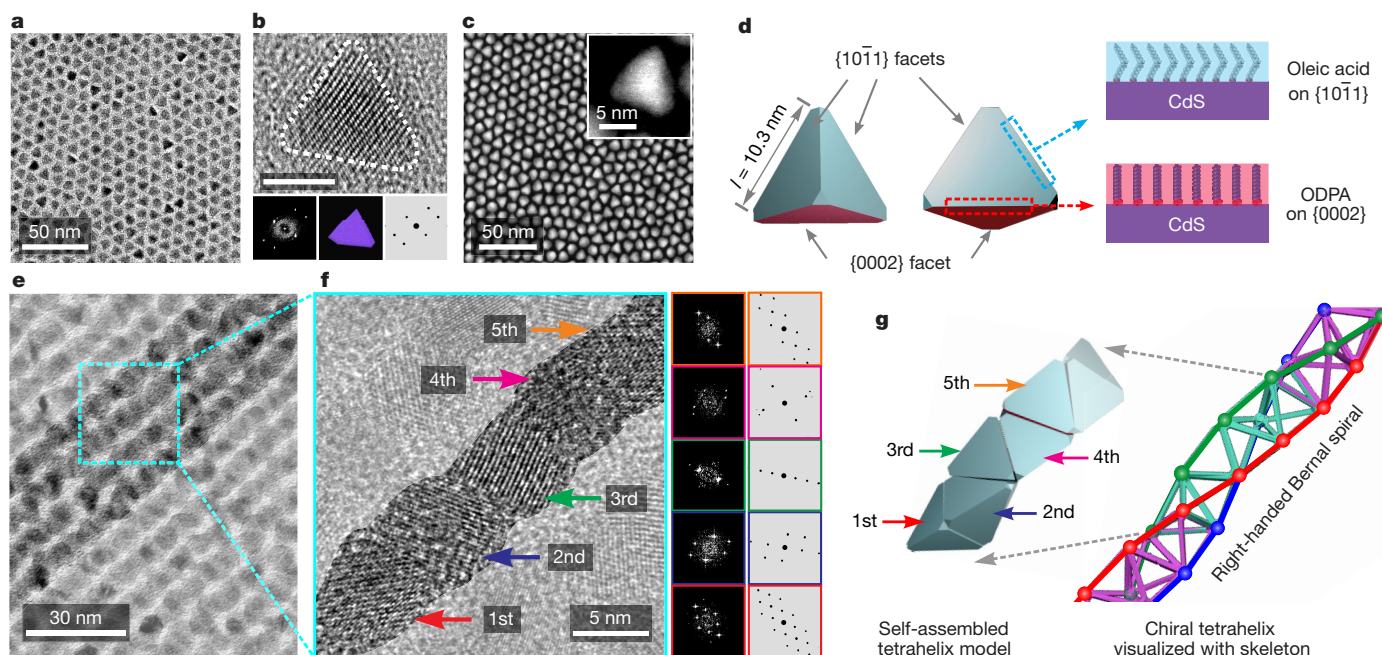 a
50 nm
b
c
5 nm
50 nm
d
{101̄1} facets
l = 10.3 nm
{0002} facet
CdS
Oleic acid
on {101̄1}
CdS
ODPA
on {0002}
e
30 nm
f
5th
4th
3rd
2nd
1st
5 nm
g
5th
3rd
4th
1st
2nd
Right-handed Bernal spiral
Self-assembled
tetrahelix model
Chiral tetrahelix
visualized with skeleton